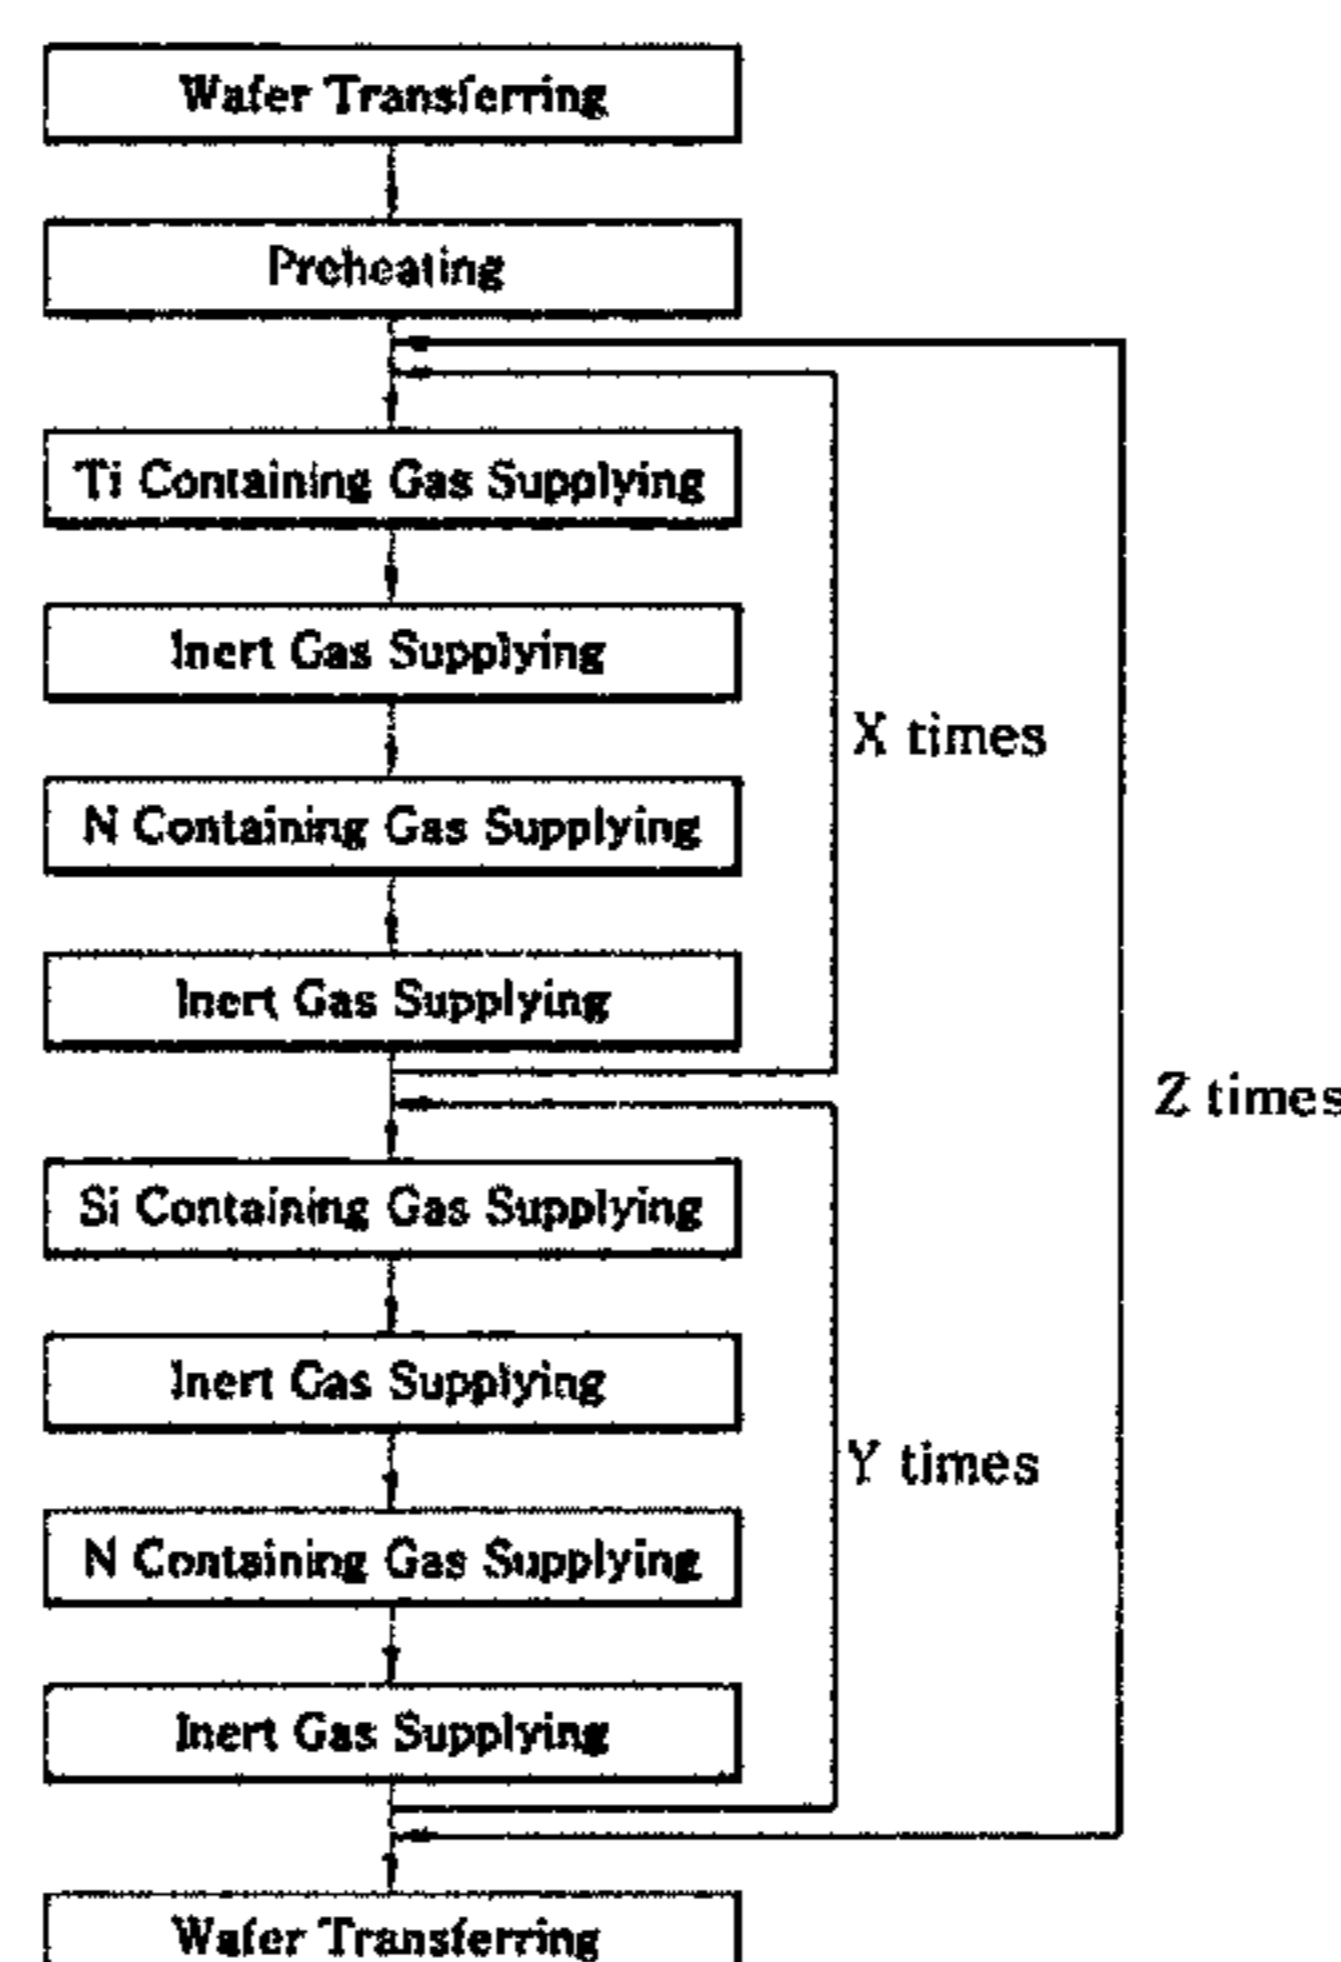 Wafer Transferring
Preheating
Ti Containing Gas Supplying
Inert Gas Supplying
X times
N Containing Gas Supplying
Inert Gas Supplying
Z times
Si Containing Gas Supplying
Inert Gas Supplying
Y times
N Containing Gas Supplying
Inert Gas Supplying
Wafer Transferring